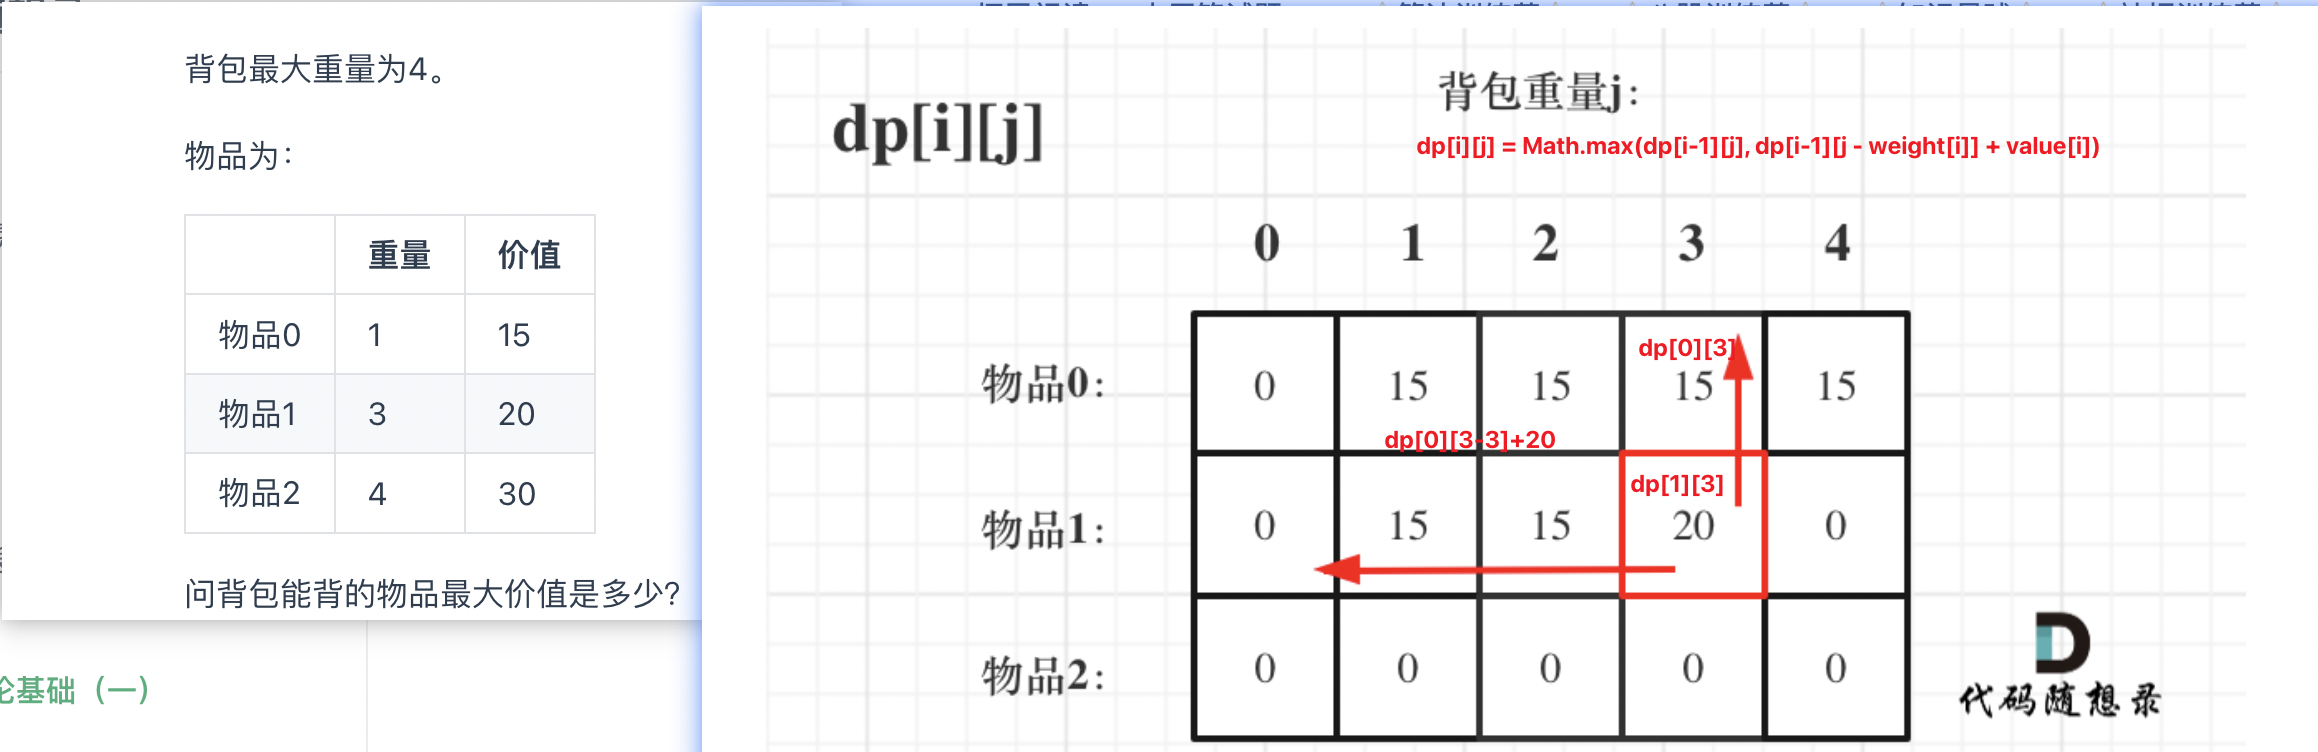 背包最大重量为4。
物品为：
重量 价值
物品0 1 15
物品1 3 20
物品2 4 30
问背包能背的物品最大价值是多少?
论基础（一）
dp[i][j]
背包重量j:
dp[i][j] = Math.max(dp[i-1][j], dp[i-1][j - weight[i]] + value[i])
0 1 2 3 4
dp[0][3]
物品0: 0 15 15 15 15
dp[0][3-3]+20
dp[1][3]
物品1: 0 15 15 20 0
物品2: 0 0 0 0 0
代码随想录